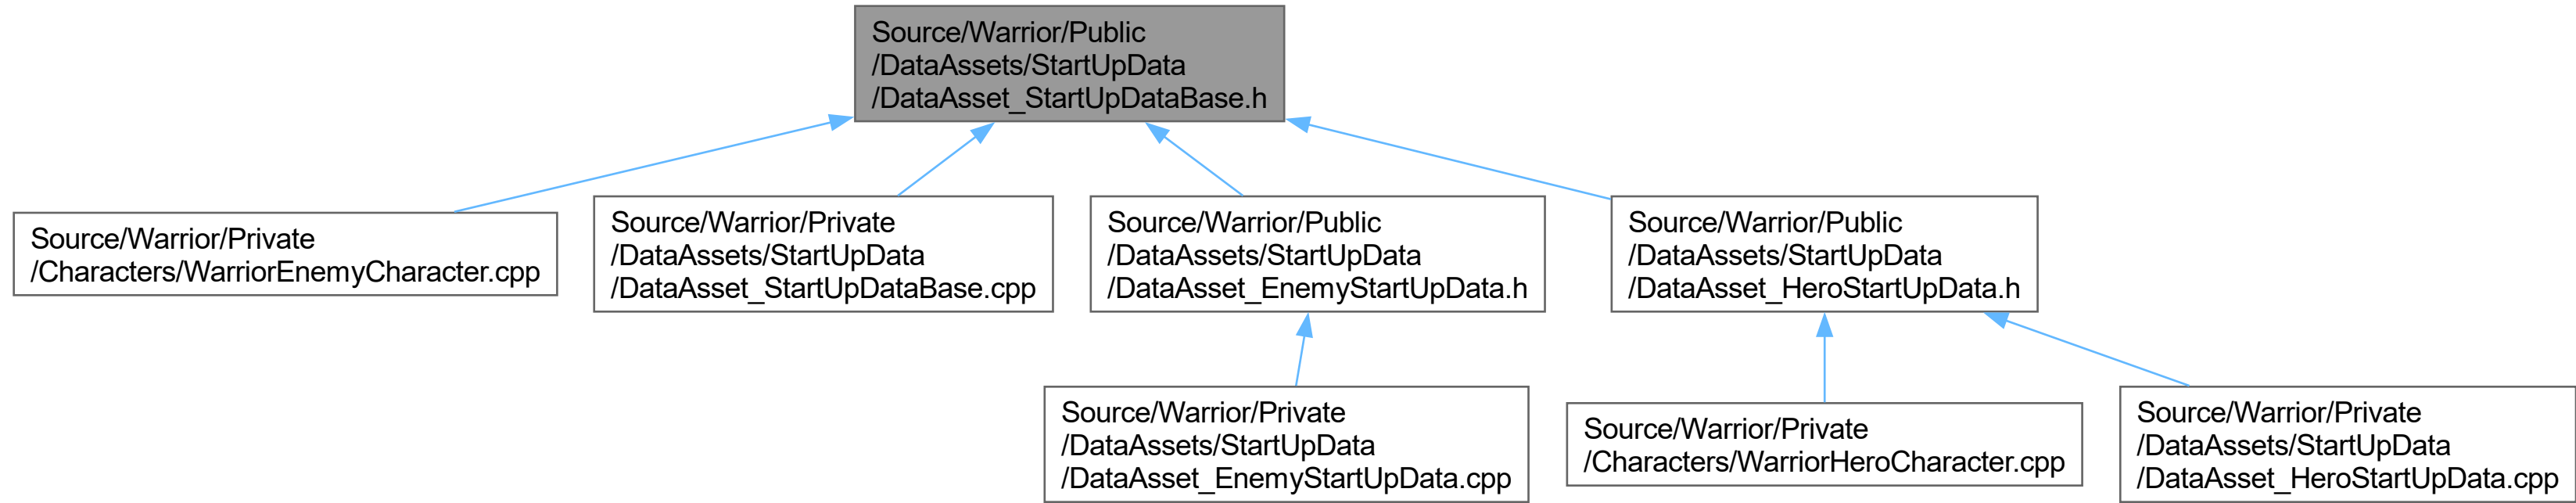 Source/Warrior/Public
/DataAssets/StartUpData
/DataAsset_StartUpDataBase.h
Source/Warrior/Private
/Characters/WarriorEnemyCharacter.cpp
Source/Warrior/Private
/DataAssets/StartUpData
/DataAsset_StartUpDataBase.cpp
Source/Warrior/Public
/DataAssets/StartUpData
/DataAsset_EnemyStartUpData.h
Source/Warrior/Public
/DataAssets/StartUpData
/DataAsset_HeroStartUpData.h
Source/Warrior/Private
/DataAssets/StartUpData
/DataAsset_EnemyStartUpData.cpp
Source/Warrior/Private
/Characters/WarriorHeroCharacter.cpp
Source/Warrior/Private
/DataAssets/StartUpData
/DataAsset_HeroStartUpData.cpp